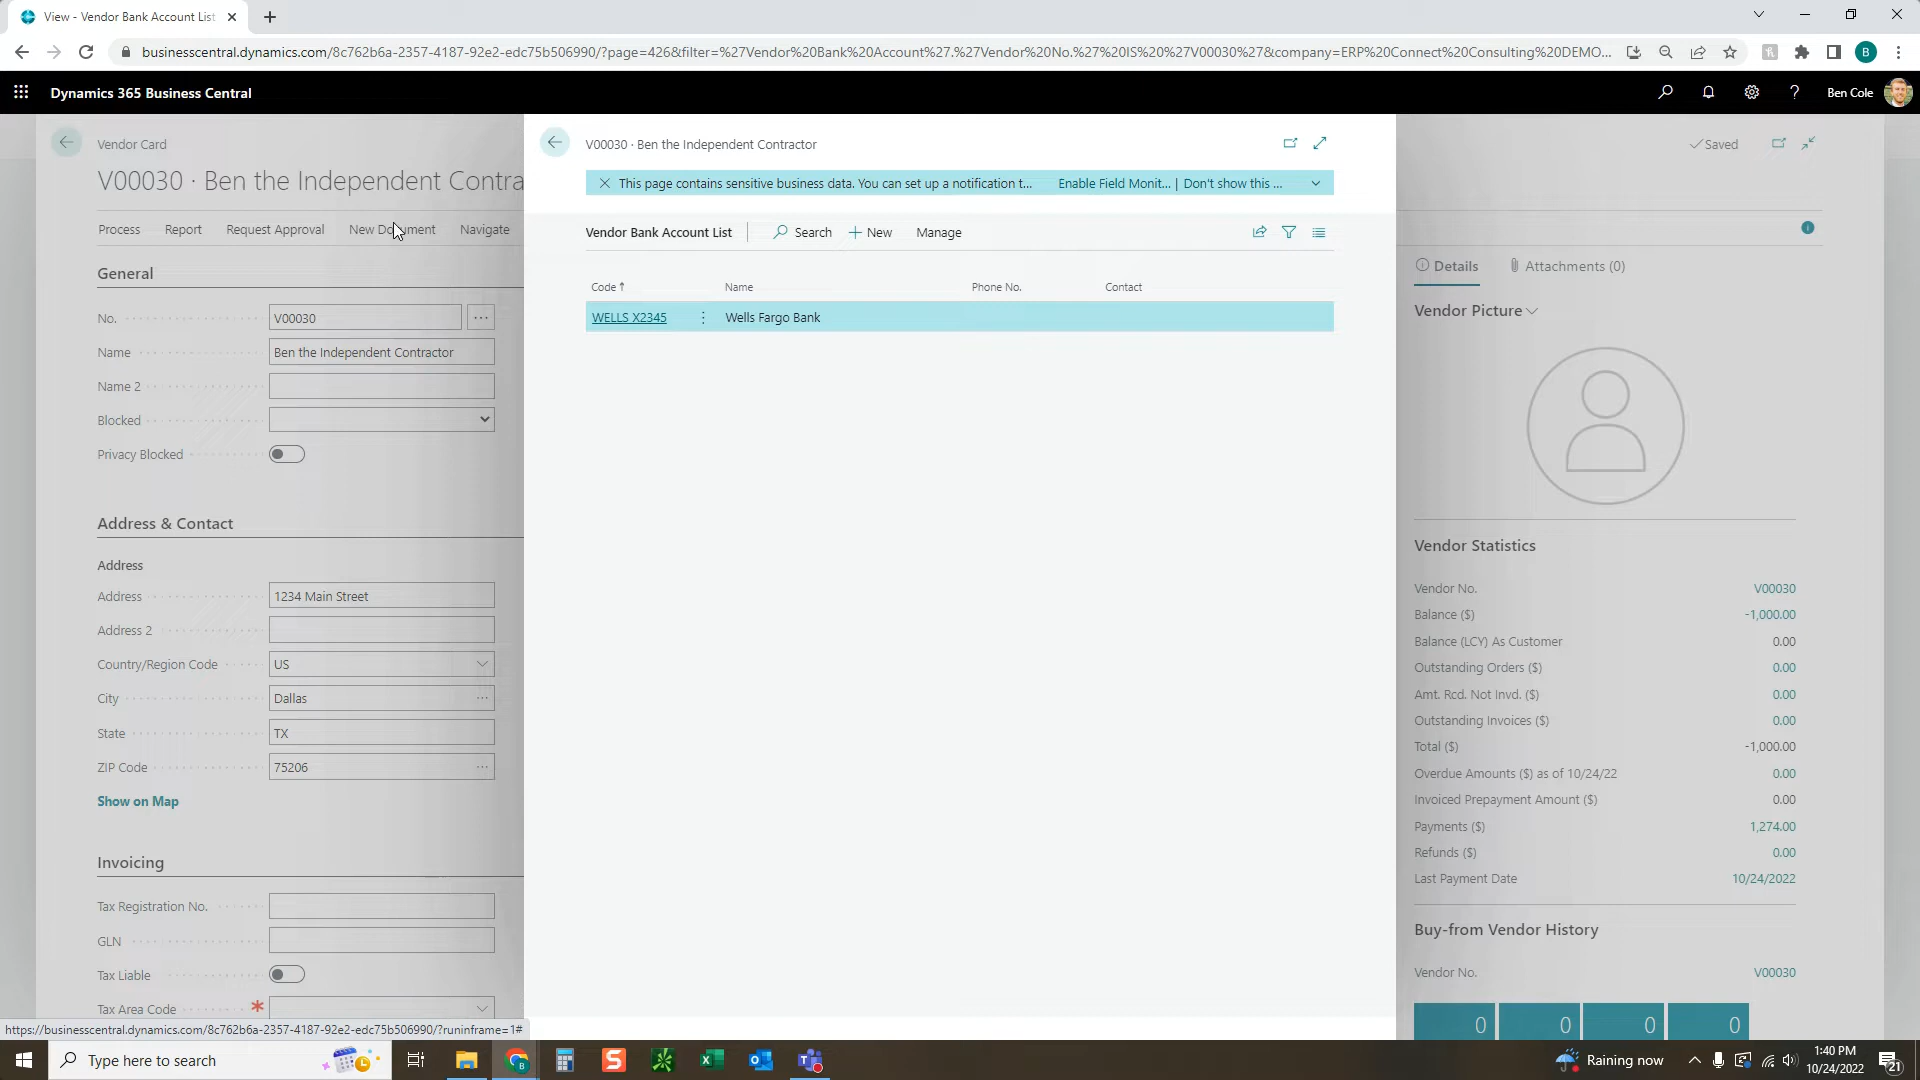 View - Vendor Bank Account List
businesscentral.dynamics.com/8c762b6a-2357-4187-92e2-edc75b506990/?page=426&filter=%27Vendor%20Bank%20Account%27.%27Vendor%20No.%27%20IS%20%27V00030%27&company=ERP%20Connect%20Consulting%20DEMO...
B
Dynamics 365 Business Central
Ben Cole
Vendor Card
V00030 · Ben the Independent Contra
Process Report Request Approval New Document Navigate
General
No. V00030
Name Ben the Independent Contractor
Name 2
Blocked
Privacy Blocked
Address & Contact
Address
Address 1234 Main Street
Address 2
Country/Region Code US
City Dallas
State TX
ZIP Code 75206
Show on Map
Invoicing
Tax Registration No.
GLN
Tax Liable
Tax Area Code *
https://businesscentral.dynamics.com/8c762b6a-2357-4187-92e2-edc75b506990/?runinframe=1#
V00030 · Ben the Independent Contractor
This page contains sensitive business data. You can set up a notification t... Enable Field Monit... | Don't show this ...
Vendor Bank Account List Search New Manage
Code ↑ Name Phone No. Contact
WELLS X2345 Wells Fargo Bank
Saved
Details Attachments (0)
Vendor Picture
Vendor Statistics
Vendor No. V00030
Balance ($) -1,000.00
Balance (LCY) As Customer 0.00
Outstanding Orders ($) 0.00
Amt. Rcd. Not Invd. ($) 0.00
Outstanding Invoices ($) 0.00
Total ($) -1,000.00
Overdue Amounts ($) as of 10/24/22 0.00
Invoiced Prepayment Amount ($) 0.00
Payments ($) 1,274.00
Refunds ($) 0.00
Last Payment Date 10/24/2022
Buy-from Vendor History
Vendor No. V00030
0 0 0 0
Type here to search
Raining now
1:40 PM
10/24/2022
21